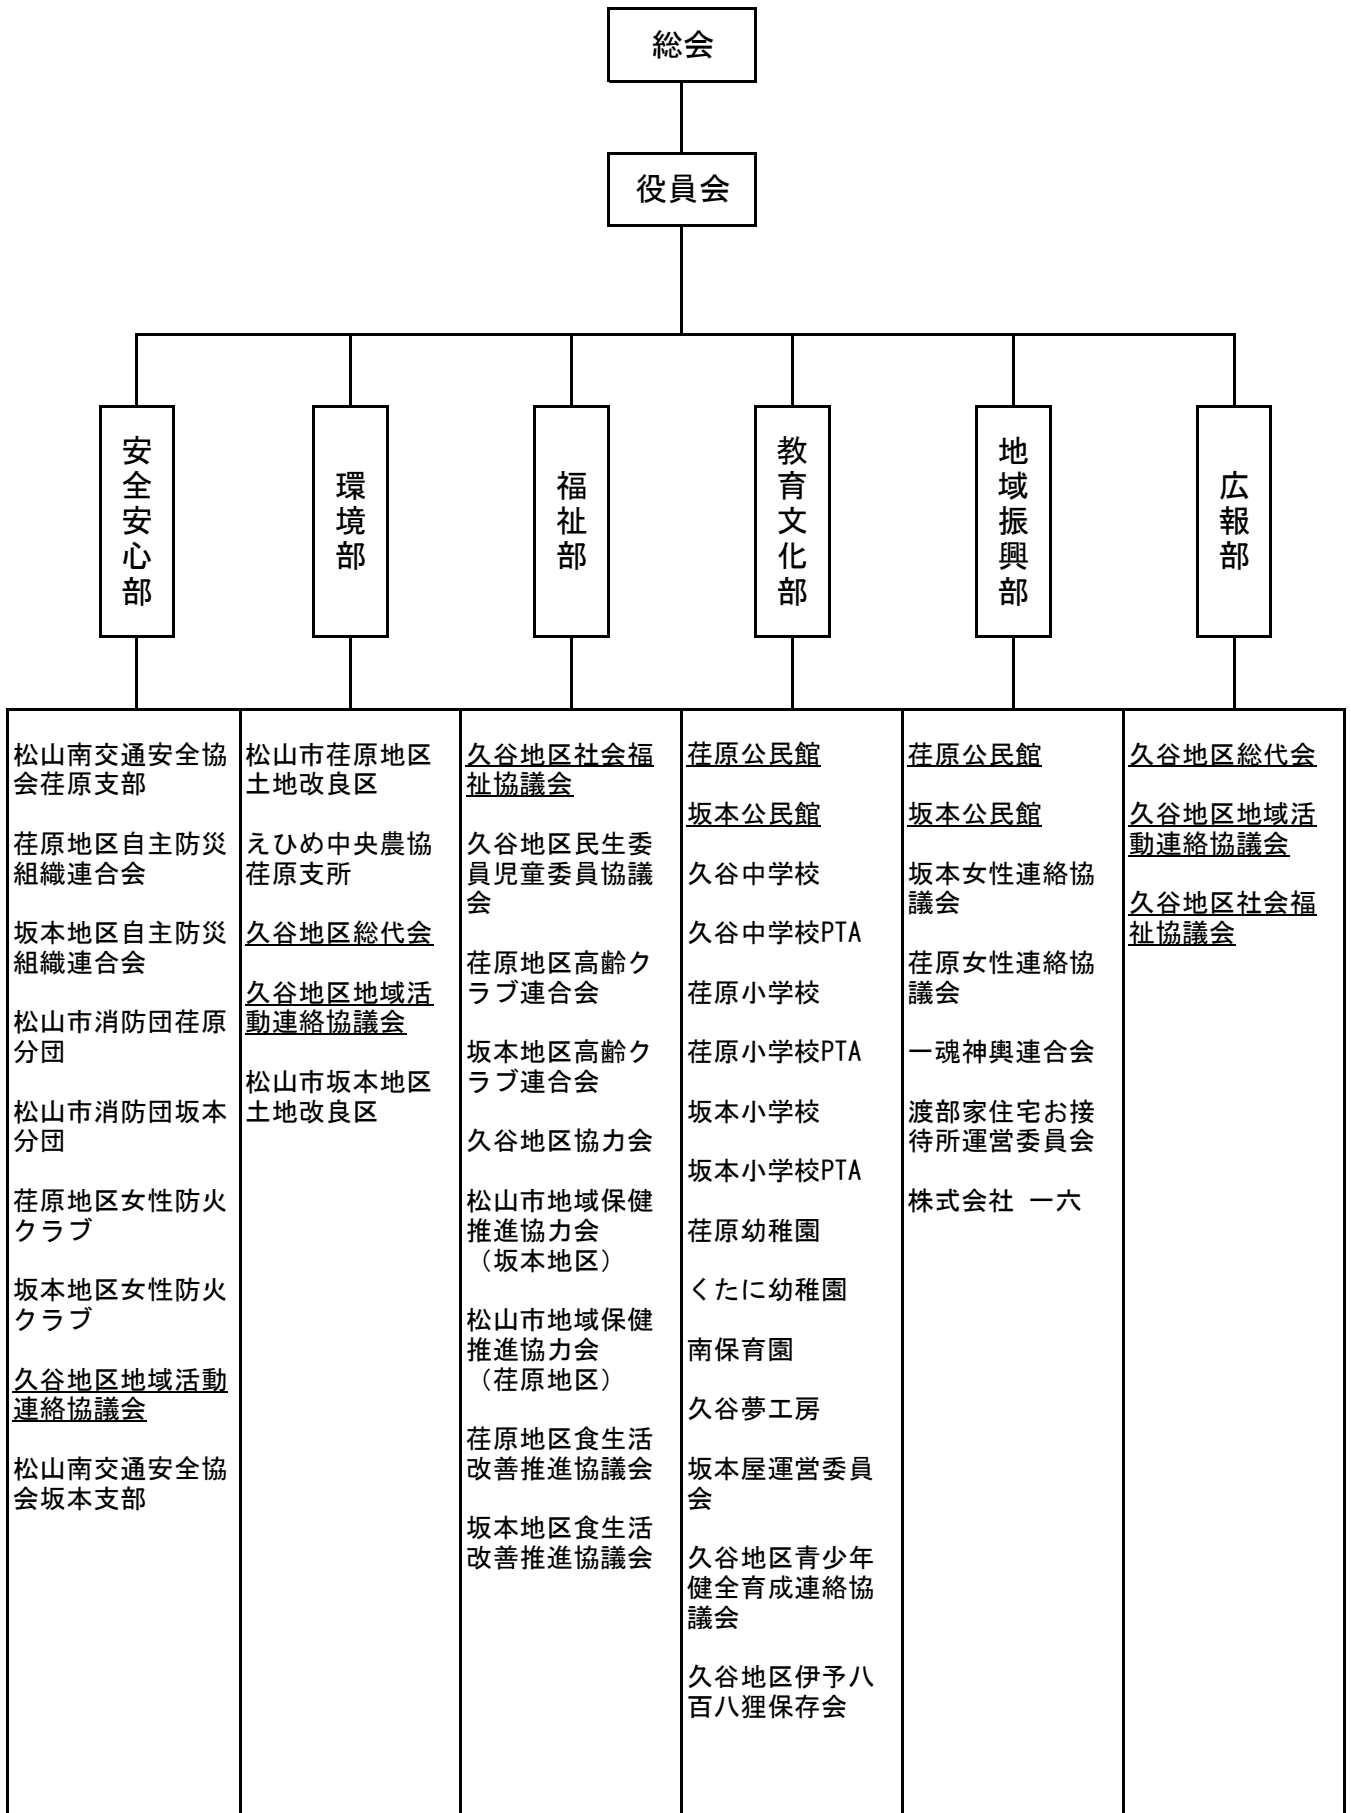 総会
役員会
安全安心部
環境部
福祉部
教育文化部
地域振興部
広報部
松山南交通安全協
会荏原支部
荏原地区自主防災
組織連合会
坂本地区自主防災
組織連合会
松山市消防団荏原
分団
松山市消防団坂本
分団
荏原地区女性防火
クラブ
坂本地区女性防火
クラブ
久谷地区地域活動
連絡協議会
松山南交通安全協
会坂本支部
松山市荏原地区
土地改良区
えひめ中央農協
荏原支所
久谷地区総代会
久谷地区地域活
動連絡協議会
松山市坂本地区
土地改良区
久谷地区社会福
祉協議会
久谷地区民生委
員児童委員協議
会
荏原地区高齢ク
ラブ連合会
坂本地区高齢ク
ラブ連合会
久谷地区協力会
松山市地域保健
推進協力会
（坂本地区）
松山市地域保健
推進協力会
（荏原地区）
荏原地区食生活
改善推進協議会
坂本地区食生活
改善推進協議会
荏原公民館
坂本公民館
久谷中学校
久谷中学校PTA
荏原小学校
荏原小学校PTA
坂本小学校
坂本小学校PTA
荏原幼稚園
くたに幼稚園
南保育園
久谷夢工房
坂本屋運営委員
会
久谷地区青少年
健全育成連絡協
議会
久谷地区伊予八
百八狸保存会
荏原公民館
坂本公民館
坂本女性連絡協
議会
荏原女性連絡協
議会
一魂神輿連合会
渡部家住宅お接
待所運営委員会
株式会社 一六
久谷地区総代会
久谷地区地域活
動連絡協議会
久谷地区社会福
祉協議会